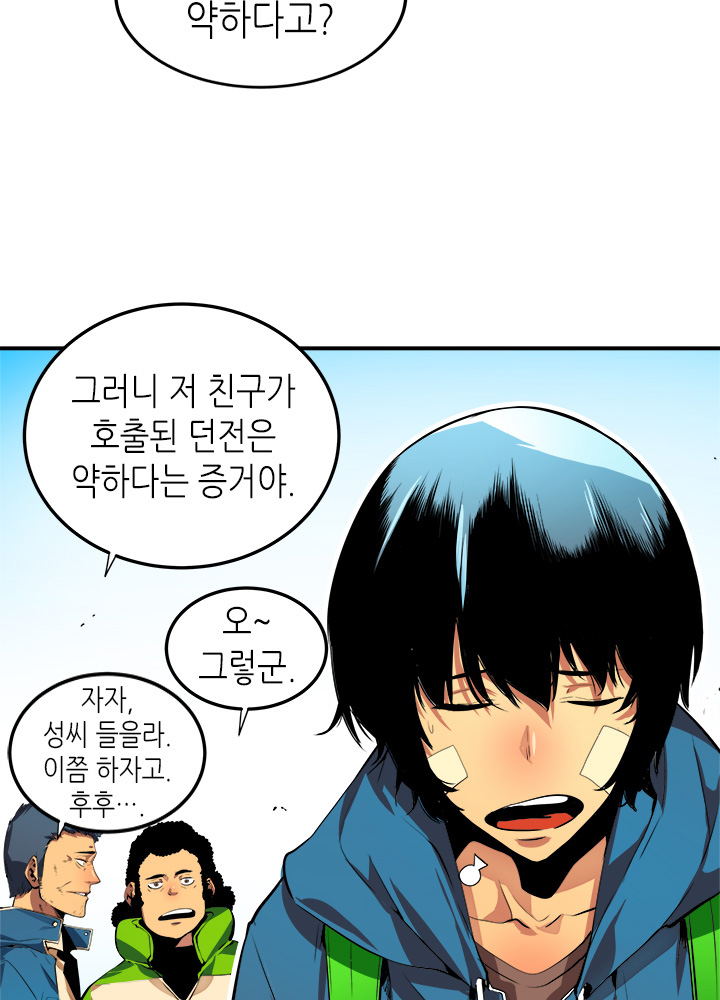 약하다고?
그러니 저 친구가
호출된 던전은
약하다는 증거야.
오~
그렇군.
자자,
성씨 들을라.
이쯤 하자고.
후후….